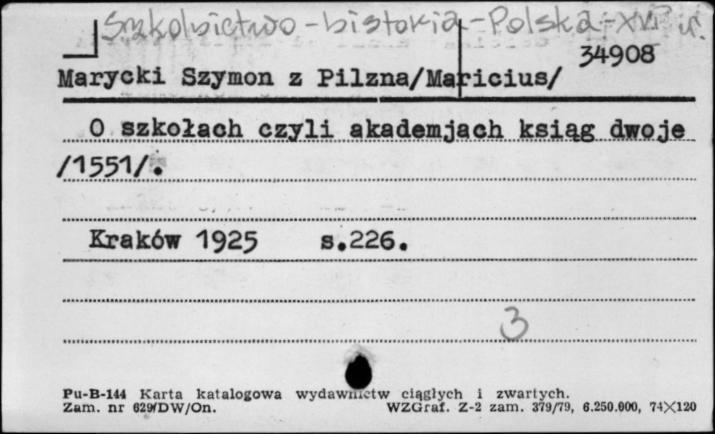 Szkolnictwo - historia - Polska - XVI w.
34908
Marycki Szymon z Pilzna/Maricius/
O szkołach czyli akademjach ksiąg dwoje
/1551/.
Kraków 1925 s.226.
3
Pu-B-144 Karta katalogowa wydawnictw ciągłych i zwartych.
Zam. nr 629/DW/On. WZGraf. Z-2 zam. 379/79, 6.250.000, 74×120